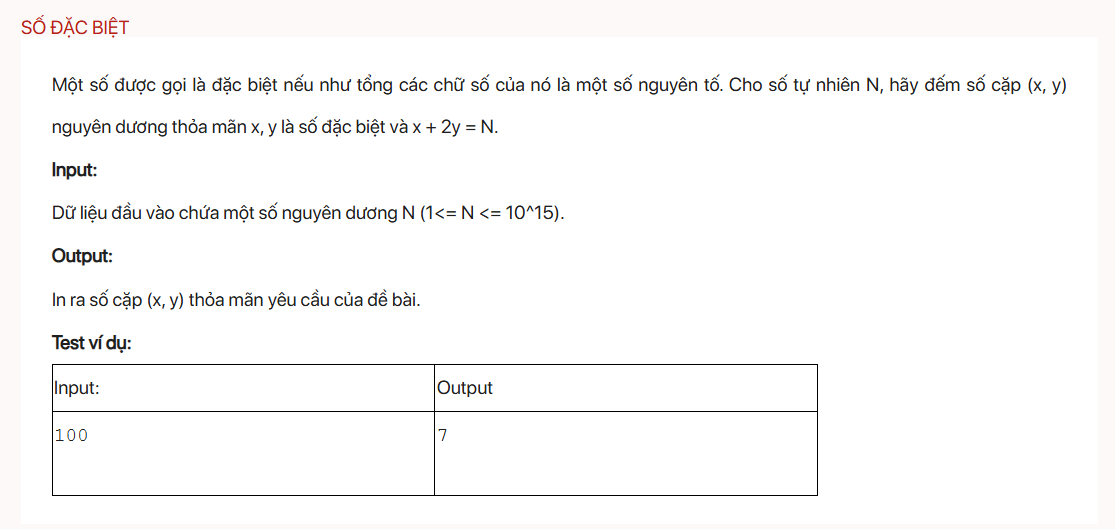 SỐ ĐẶC BIỆT
Một số được gọi là đặc biệt nếu như tổng các chữ số của nó là một số nguyên tố. Cho số tự nhiên N, hãy đếm số cặp (x, y)
nguyên dương thỏa mãn x, y là số đặc biệt và x + 2y = N.
Input:
Dữ liệu đầu vào chứa một số nguyên dương N (1<= N <= 10^15).
Output:
In ra số cặp (x, y) thỏa mãn yêu cầu của đề bài.
Test ví dụ:
Input: Output
100 7